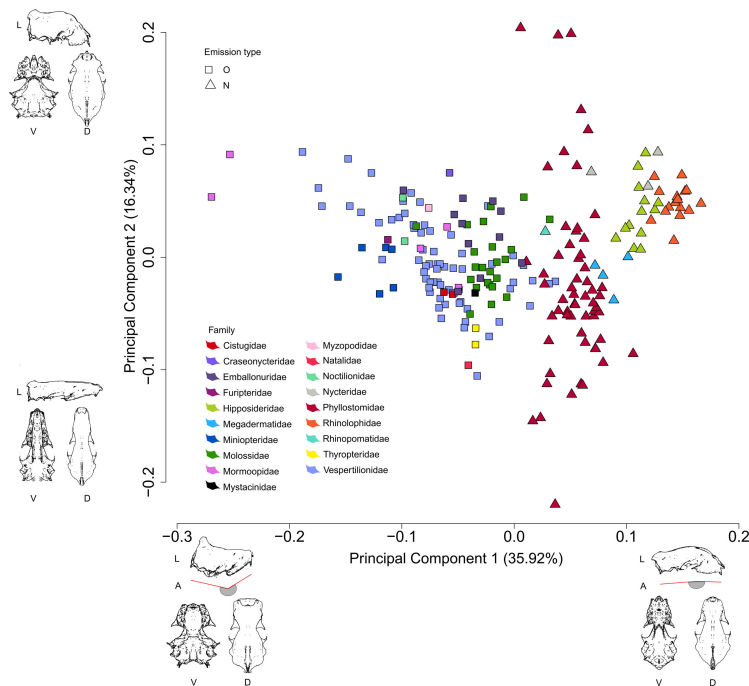 L
V D
Emission type
O
N
0.2
0.1
0.0
−0.1
−0.2
Principal Component 2 (16.34%)
Family
Cistugidae
Craseonycteridae
Emballonuridae
Furipteridae
Hipposideridae
Megadermatidae
Miniopteridae
Molossidae
Mormoopidae
Mystacinidae
Myzopodidae
Natalidae
Noctilionidae
Nycteridae
Phyllostomidae
Rhinolophidae
Rhinopomatidae
Thyropteridae
Vespertilionidae
L
V D
−0.3 −0.2 −0.1 0.0 0.1 0.2
Principal Component 1 (35.92%)
L
A
V D
L
A
V D